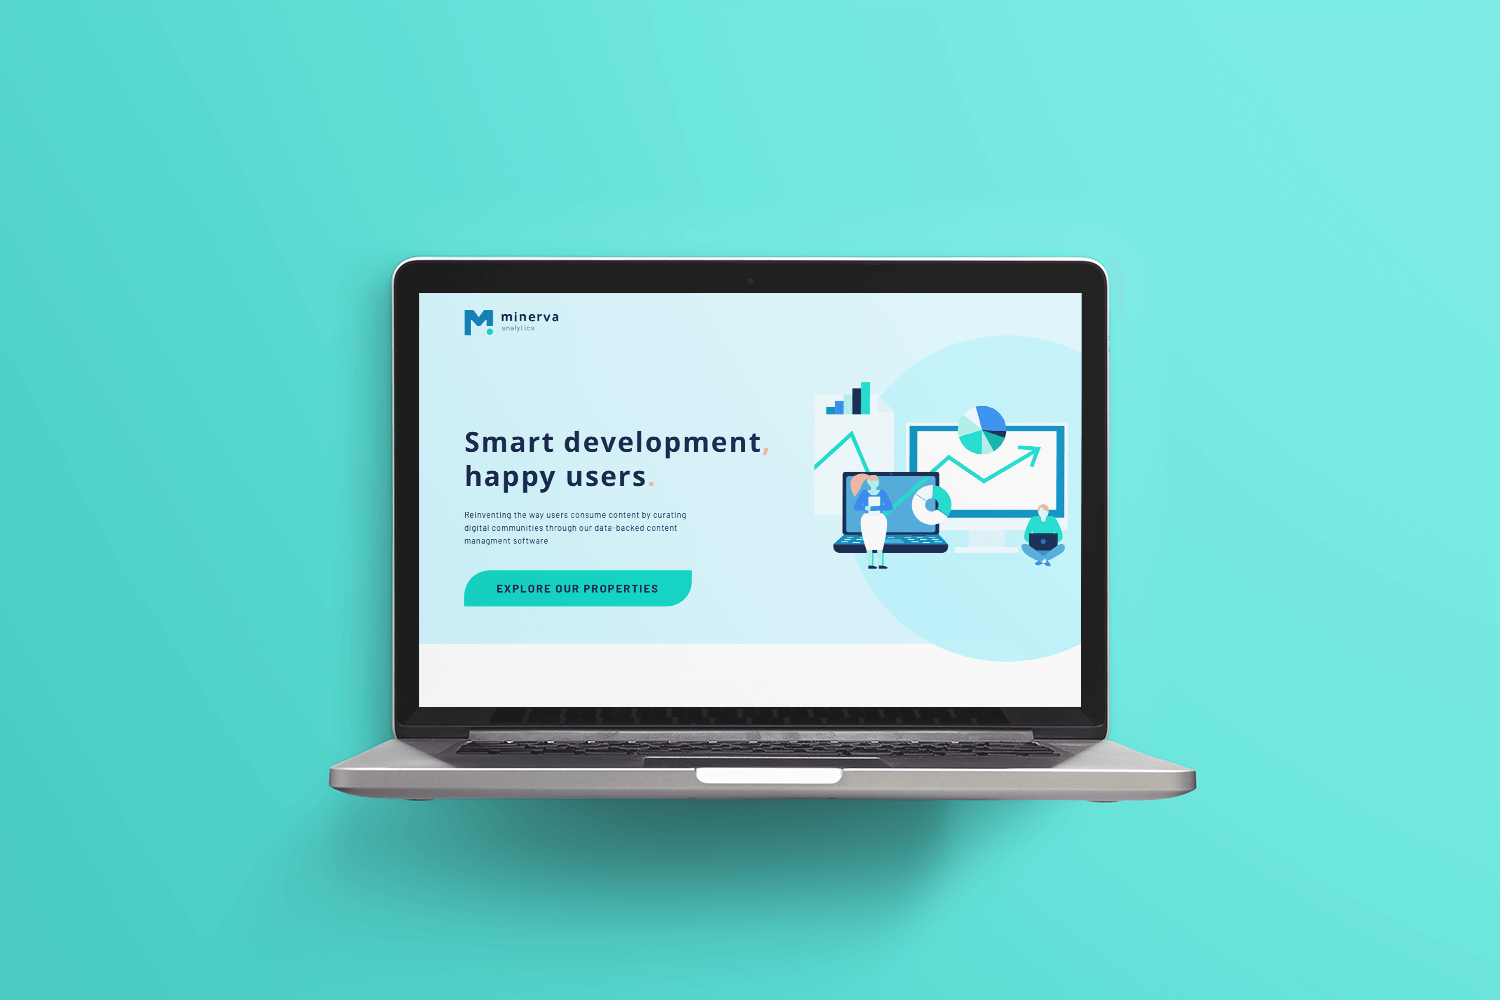 minerva
analytics
Smart development,
happy users.
Reinventing the way users consume content by curating
digital communities through our data-backed content
managment software
EXPLORE OUR PROPERTIES